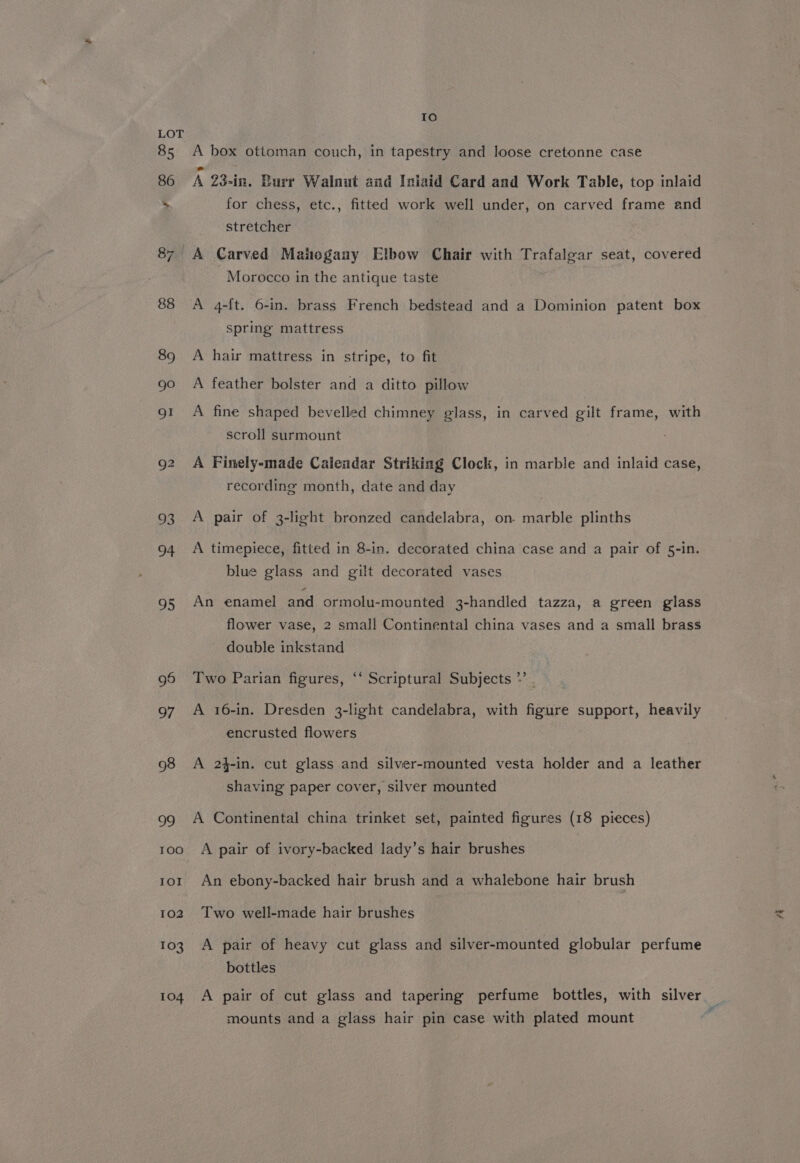 10
LOT
85 A box ottoman couch, in tapestry and loose cretonne case
86 A 23-in. Burr Walnut and Inlaid Card and Work Table, top inlaid
for chess, etc., fitted work well under, on carved frame and
stretcher
87 A Carved Mahogany Elbow Chair with Trafalgar seat, covered
Morocco in the antique taste
88 A 4-ft. 6-in. brass French bedstead and a Dominion patent box
spring mattress
89 A hair mattress in stripe, to fit
90 A feather bolster and a ditto pillow
91 A fine shaped bevelled chimney glass, in carved gilt frame, with
scroll surmount
92 A Finely-made Calendar Striking Clock, in marble and inlaid case,
recording month, date and day
93 A pair of 3-light bronzed candelabra, on marble plinths
94 A timepiece, fitted in 8-in. decorated china case and a pair of 5-in.
blue glass and gilt decorated vases
95 An enamel and ormolu-mounted 3-handled tazza, a green glass
flower vase, 2 small Continental china vases and a small brass
double inkstand
96 Two Parian figures, “ Scriptural Subjects ”
97 A 16-in. Dresden 3-light candelabra, with figure support, heavily
encrusted flowers
98 A 2½-in. cut glass and silver-mounted vesta holder and a leather
shaving paper cover, silver mounted
99 A Continental china trinket set, painted figures (18 pieces)
100 A pair of ivory-backed lady’s hair brushes
101 An ebony-backed hair brush and a whalebone hair brush
102 Two well-made hair brushes
103 A pair of heavy cut glass and silver-mounted globular perfume
bottles
104 A pair of cut glass and tapering perfume bottles, with silver
mounts and a glass hair pin case with plated mount